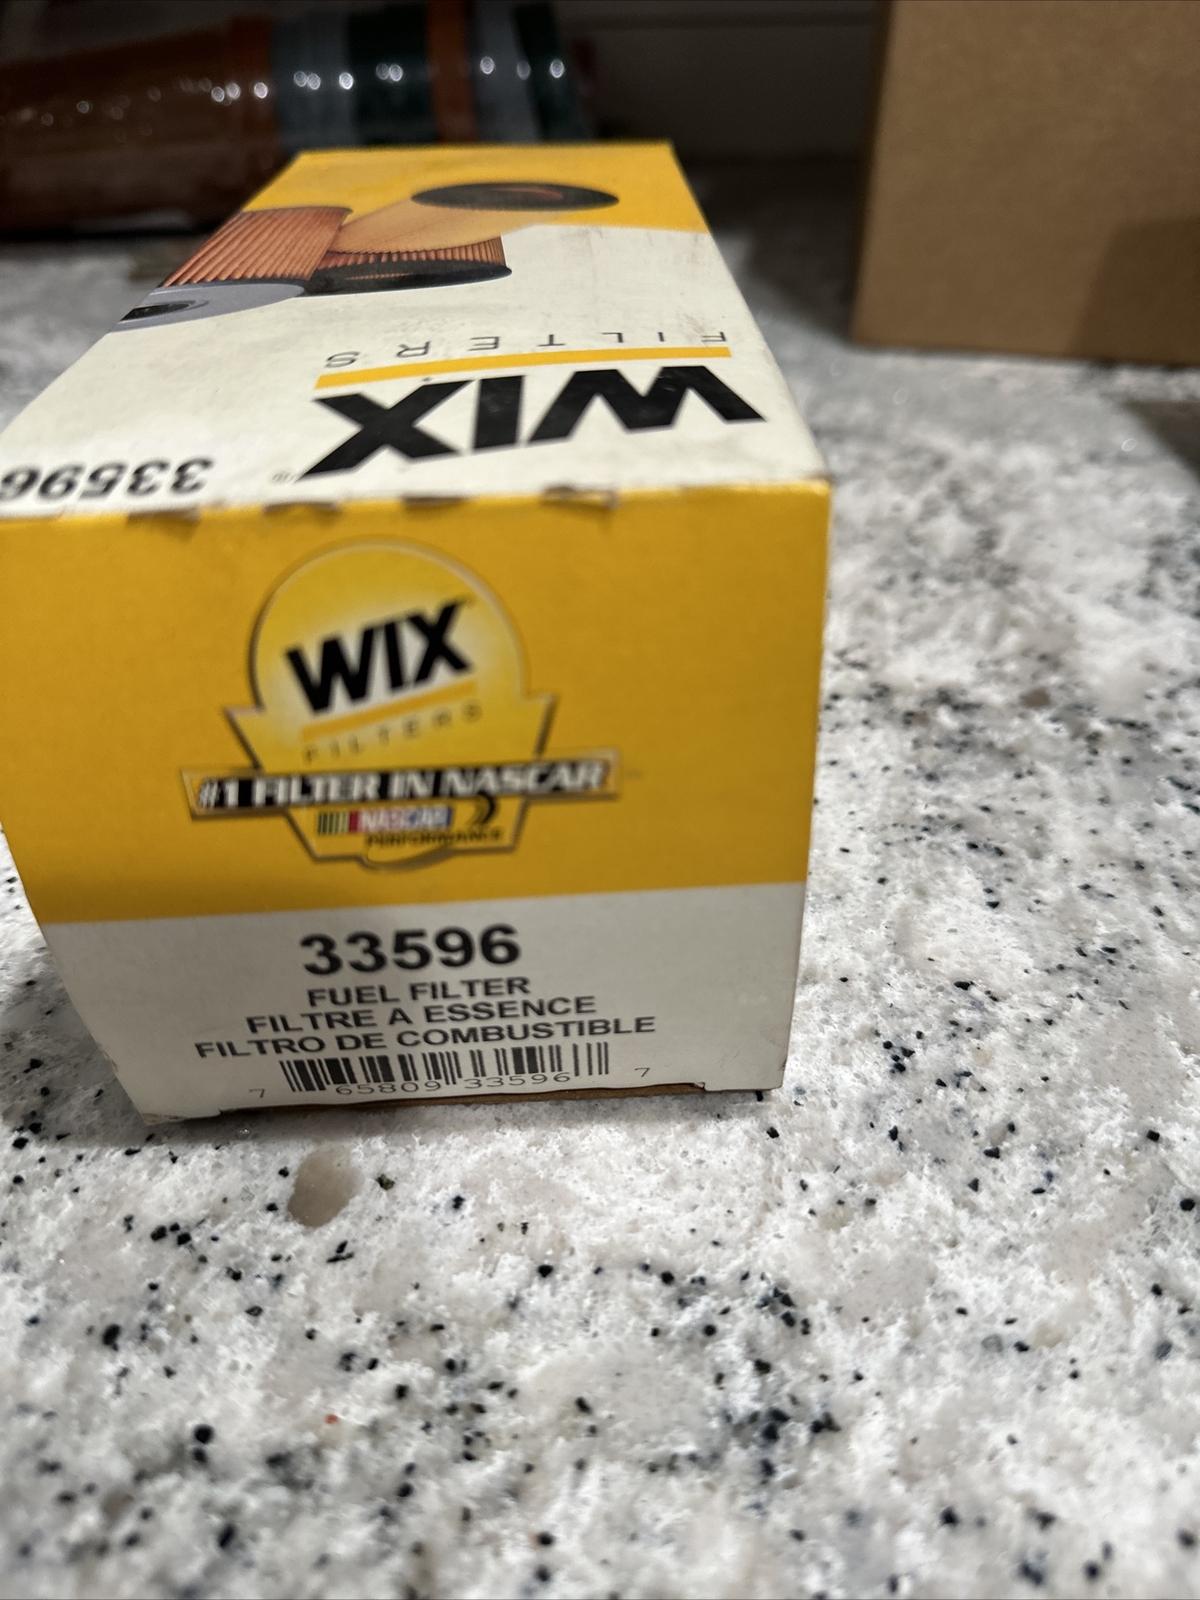 FILTERS
WIX®
33596
WIX
FILTERS
#1 FILTER IN NASCAR
NASCAR
PERFORMANCE
33596
FUEL FILTER
FILTRE A ESSENCE
FILTRO DE COMBUSTIBLE
7 65809 33596 7